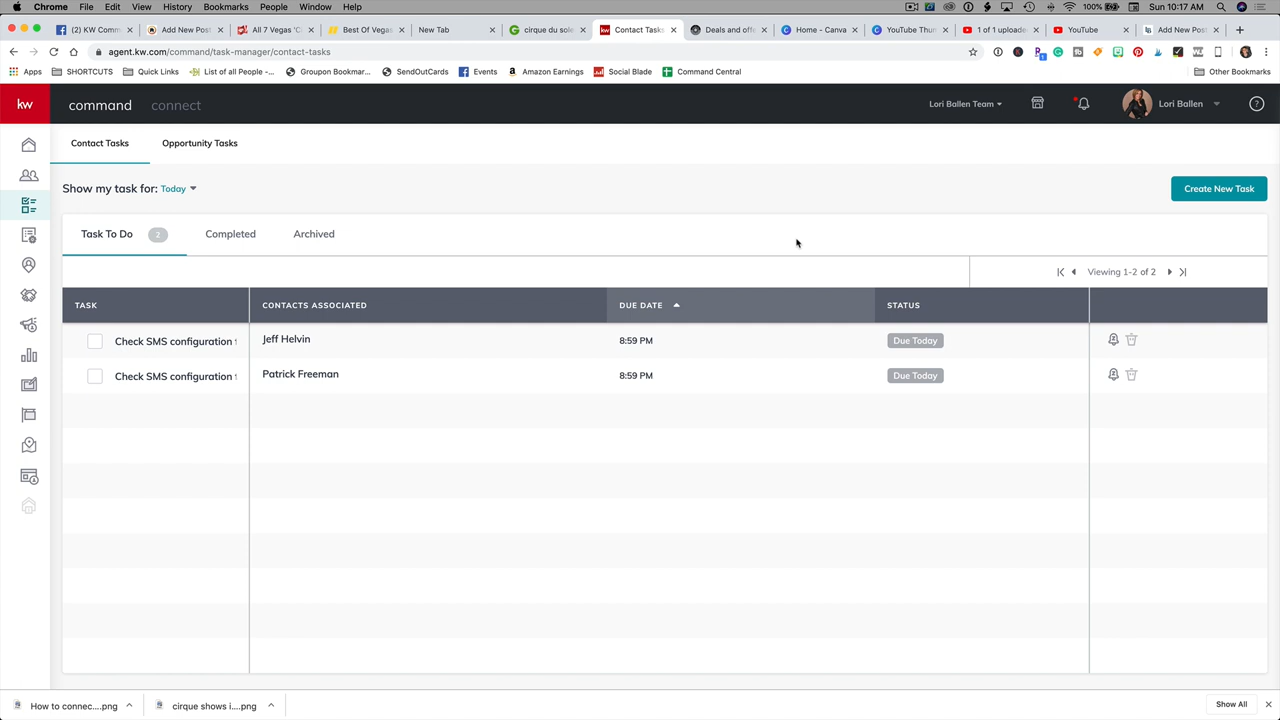 Chrome File Edit View History Bookmarks People Window Help 100% Sun 10:17 AM
(2) KW Comm Add New Post All 7 Vegas 'C Best Of Vegas New Tab cirque du sole Contact Tasks Deals and offe Home - Canva YouTube Thun 1 of 1 uploade YouTube Add New Pos
agent.kw.com/command/task-manager/contact-tasks
Apps SHORTCUTS Quick Links List of all People -... Groupon Bookmar... SendOutCards Events Amazon Earnings Social Blade Command Central Other Bookmarks
kw command connect Lori Ballen Team Lori Ballen ?
Contact Tasks Opportunity Tasks
Show my task for: Today Create New Task
Task To Do 2 Completed Archived
Viewing 1-2 of 2
TASK CONTACTS ASSOCIATED DUE DATE STATUS
Check SMS configuration Jeff Helvin 8:59 PM Due Today
Check SMS configuration Patrick Freeman 8:59 PM Due Today
How to connec....png cirque shows i....png Show All